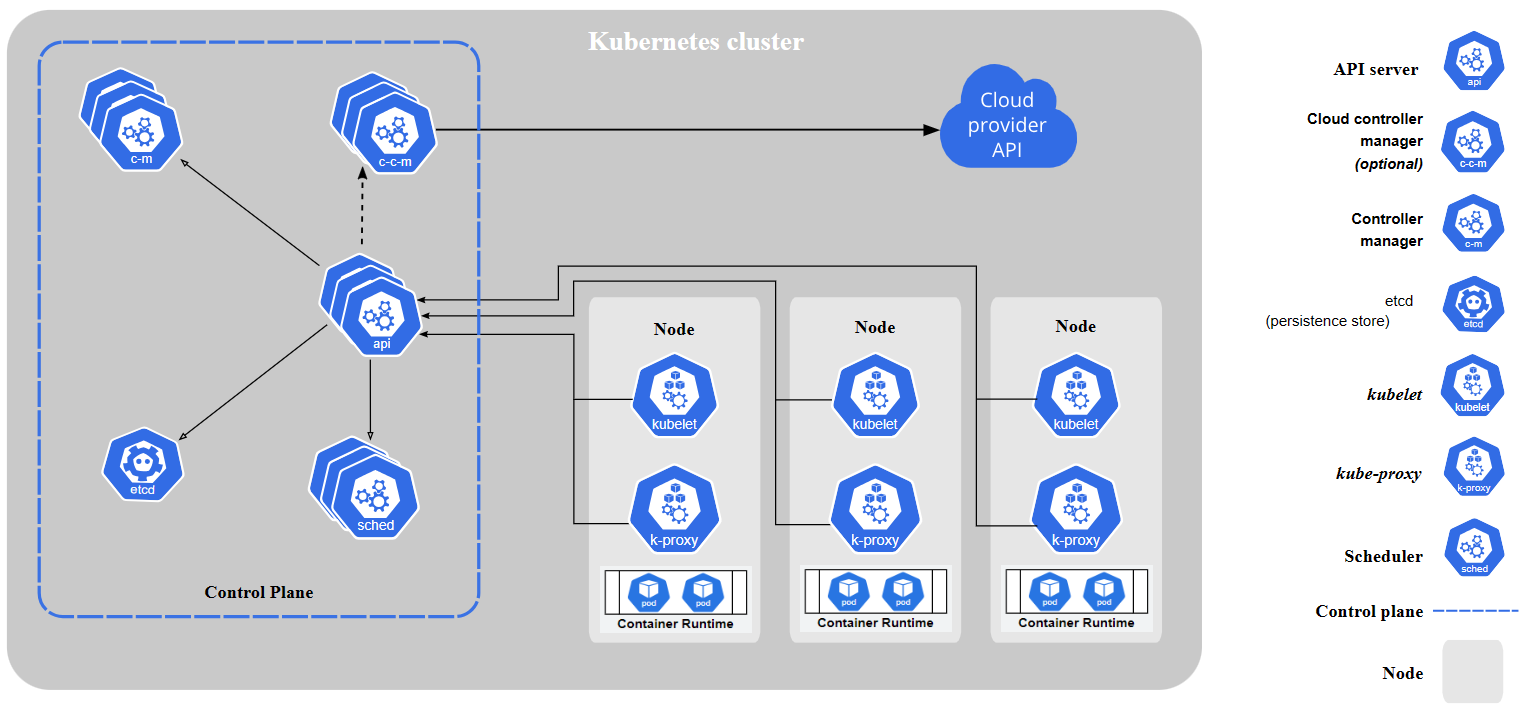 Kubernetes cluster
c-m
c-c-m
Cloud
provider
API
api
etcd
sched
Control Plane
Node
kubelet
k-proxy
pod
pod
Container Runtime
Node
kubelet
k-proxy
pod
pod
Container Runtime
Node
kubelet
k-proxy
pod
pod
Container Runtime
API server
api
Cloud controller
manager
(optional)
c-c-m
Controller
manager
c-m
etcd
(persistence store)
etcd
kubelet
kubelet
kube-proxy
k-proxy
Scheduler
sched
Control plane
Node